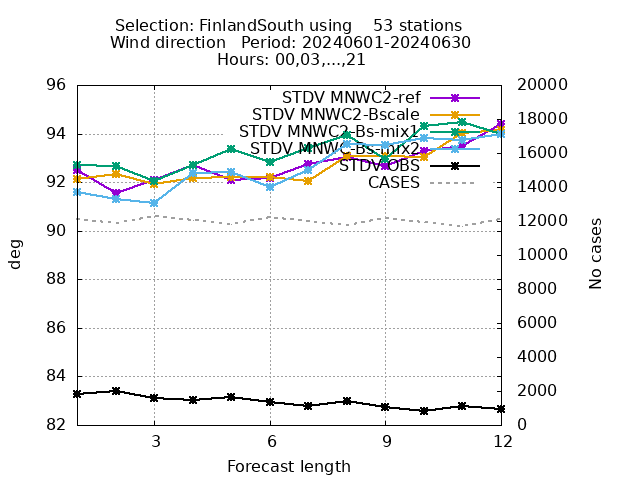 Selection: FinlandSouth using 53 stations
Wind direction Period: 20240601-20240630
Hours: 00,03,...,21
STDV MNWC2-ref
STDV MNWC2-Bscale
STDV MNWC2-Bs-mix1
STDV MNWC-Bs-mix2
STDV OBS
CASES
96
94
92
90
88
86
84
82
20000
18000
16000
14000
12000
10000
8000
6000
4000
2000
0
deg
No cases
3
6
9
12
Forecast length